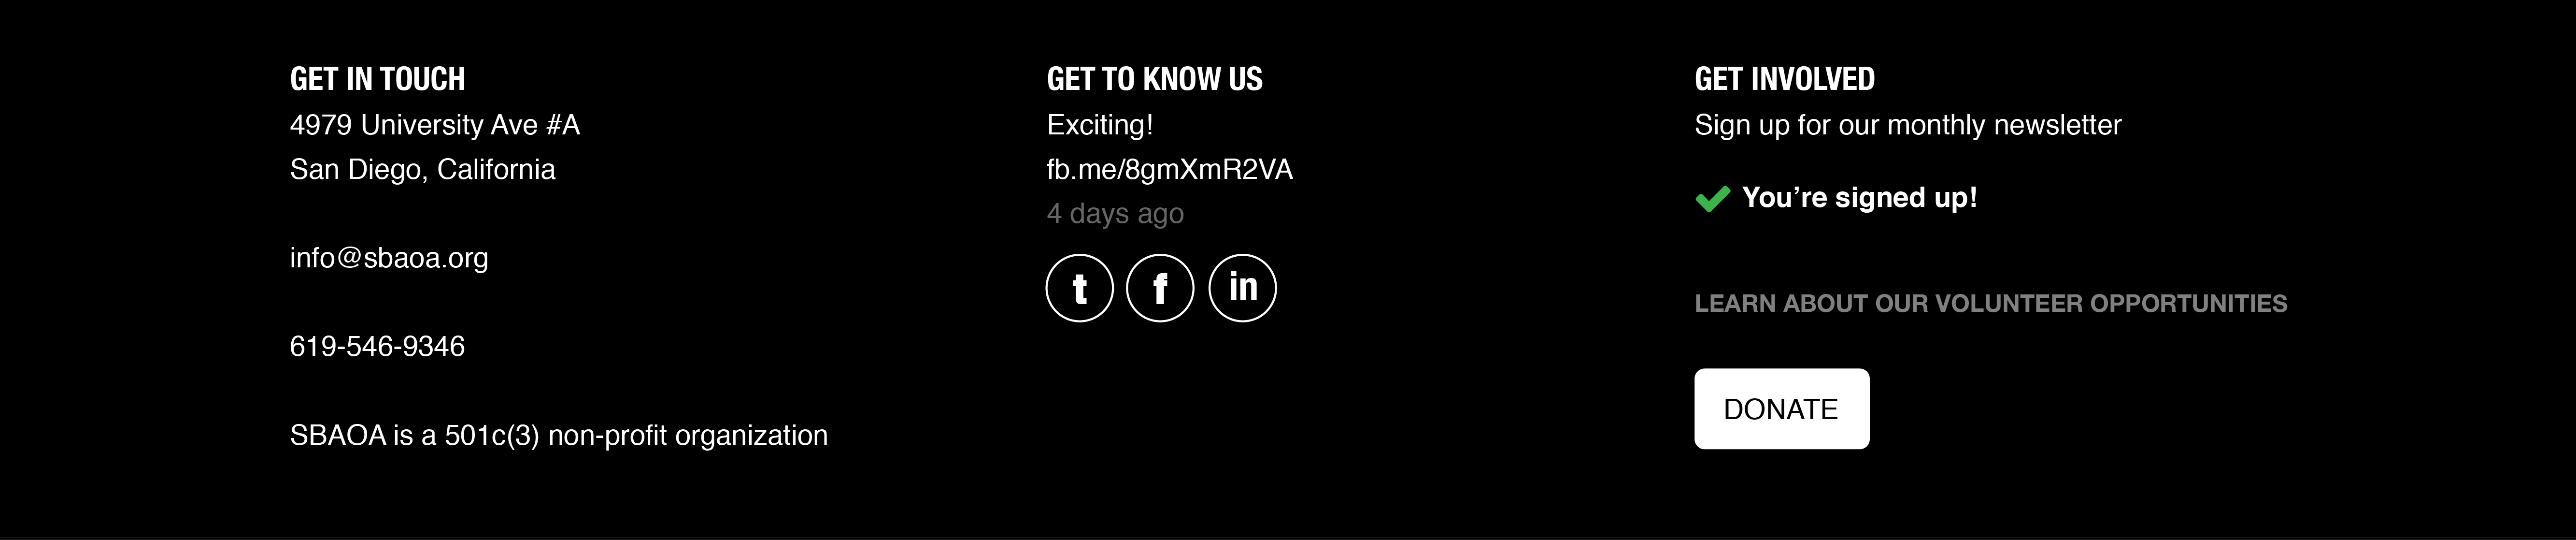 GET IN TOUCH
4979 University Ave #A
San Diego, California
info@sbaoa.org
619-546-9346
SBAOA is a 501c(3) non-profit organization
GET TO KNOW US
Exciting!
fb.me/8gmXmR2VA
4 days ago
t f in
GET INVOLVED
Sign up for our monthly newsletter
You’re signed up!
LEARN ABOUT OUR VOLUNTEER OPPORTUNITIES
DONATE